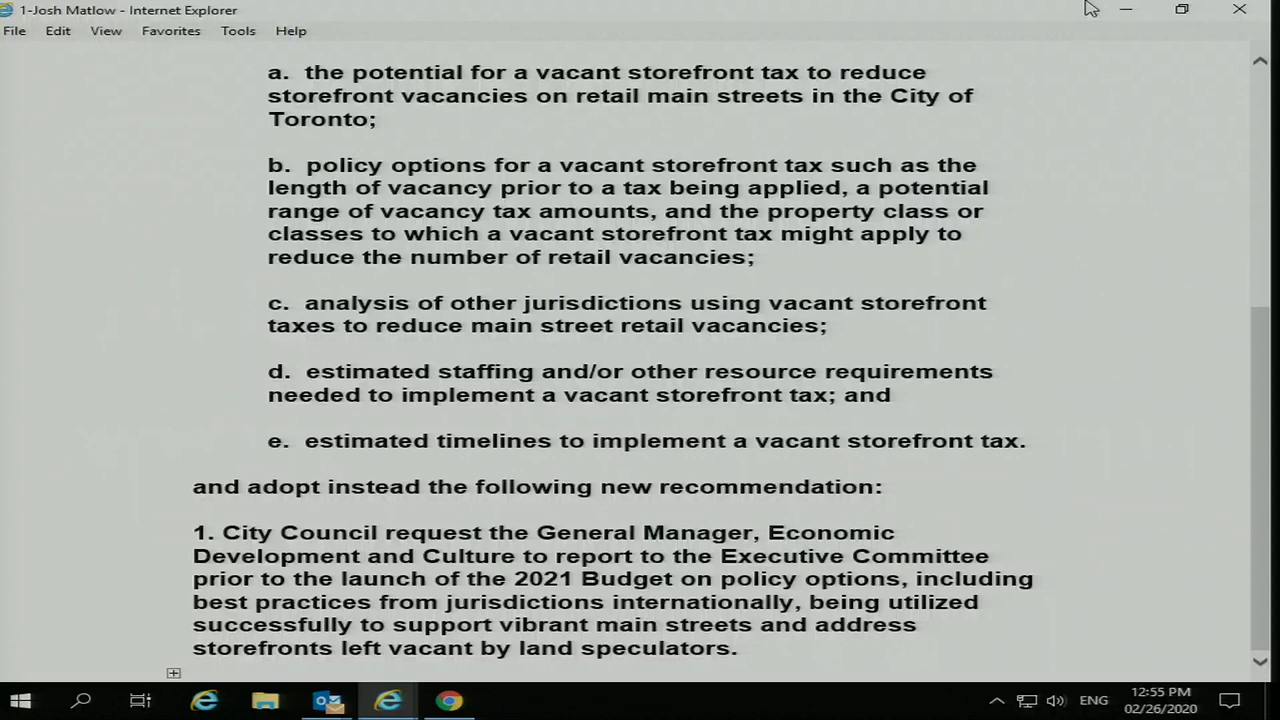 1-Josh Matlow - Internet Explorer
File Edit View Favorites Tools Help
a. the potential for a vacant storefront tax to reduce
storefront vacancies on retail main streets in the City of
Toronto;
b. policy options for a vacant storefront tax such as the
length of vacancy prior to a tax being applied, a potential
range of vacancy tax amounts, and the property class or
classes to which a vacant storefront tax might apply to
reduce the number of retail vacancies;
c. analysis of other jurisdictions using vacant storefront
taxes to reduce main street retail vacancies;
d. estimated staffing and/or other resource requirements
needed to implement a vacant storefront tax; and
e. estimated timelines to implement a vacant storefront tax.
and adopt instead the following new recommendation:
1. City Council request the General Manager, Economic
Development and Culture to report to the Executive Committee
prior to the launch of the 2021 Budget on policy options, including
best practices from jurisdictions internationally, being utilized
successfully to support vibrant main streets and address
storefronts left vacant by land speculators.
ENG
12:55 PM
02/26/2020